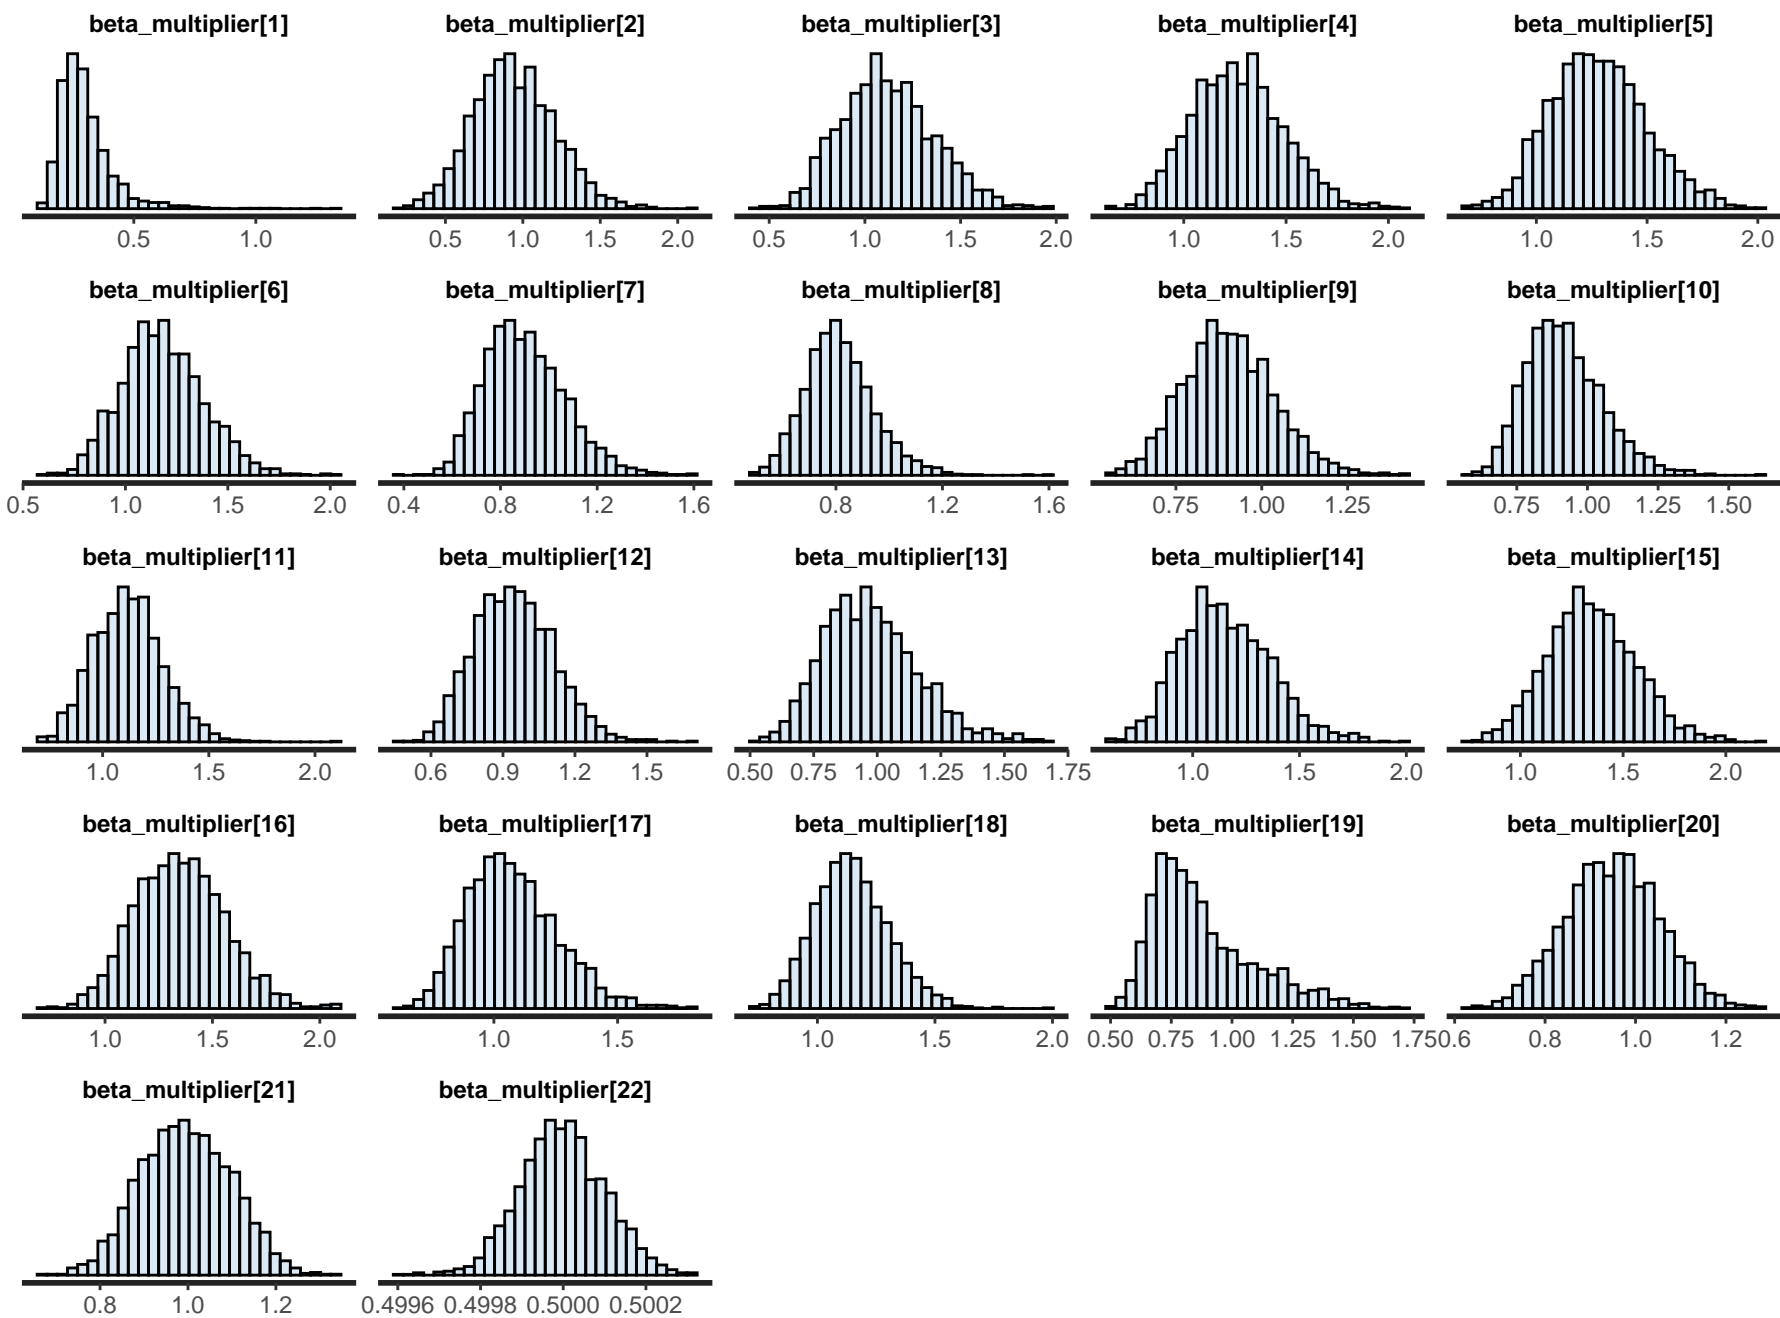 beta_multiplier[1] beta_multiplier[2] beta_multiplier[3] beta_multiplier[4] beta_multiplier[5]
0.5 1.0 0.5 1.0 1.5 2.0 0.5 1.0 1.5 2.0 1.0 1.5 2.0 1.0 1.5 2.0
beta_multiplier[6] beta_multiplier[7] beta_multiplier[8] beta_multiplier[9] beta_multiplier[10]
0.5 1.0 1.5 2.0 0.4 0.8 1.2 1.6 0.8 1.2 1.6 0.75 1.00 1.25 0.75 1.00 1.25 1.50
beta_multiplier[11] beta_multiplier[12] beta_multiplier[13] beta_multiplier[14] beta_multiplier[15]
1.0 1.5 2.0 0.6 0.9 1.2 1.5 0.50 0.75 1.00 1.25 1.50 1.75 1.0 1.5 2.0 1.0 1.5 2.0
beta_multiplier[16] beta_multiplier[17] beta_multiplier[18] beta_multiplier[19] beta_multiplier[20]
1.0 1.5 2.0 1.0 1.5 1.0 1.5 2.0 0.50 0.75 1.00 1.25 1.50 1.75 0.6 0.8 1.0 1.2
beta_multiplier[21] beta_multiplier[22]
0.8 1.0 1.2 0.4996 0.4998 0.5000 0.5002